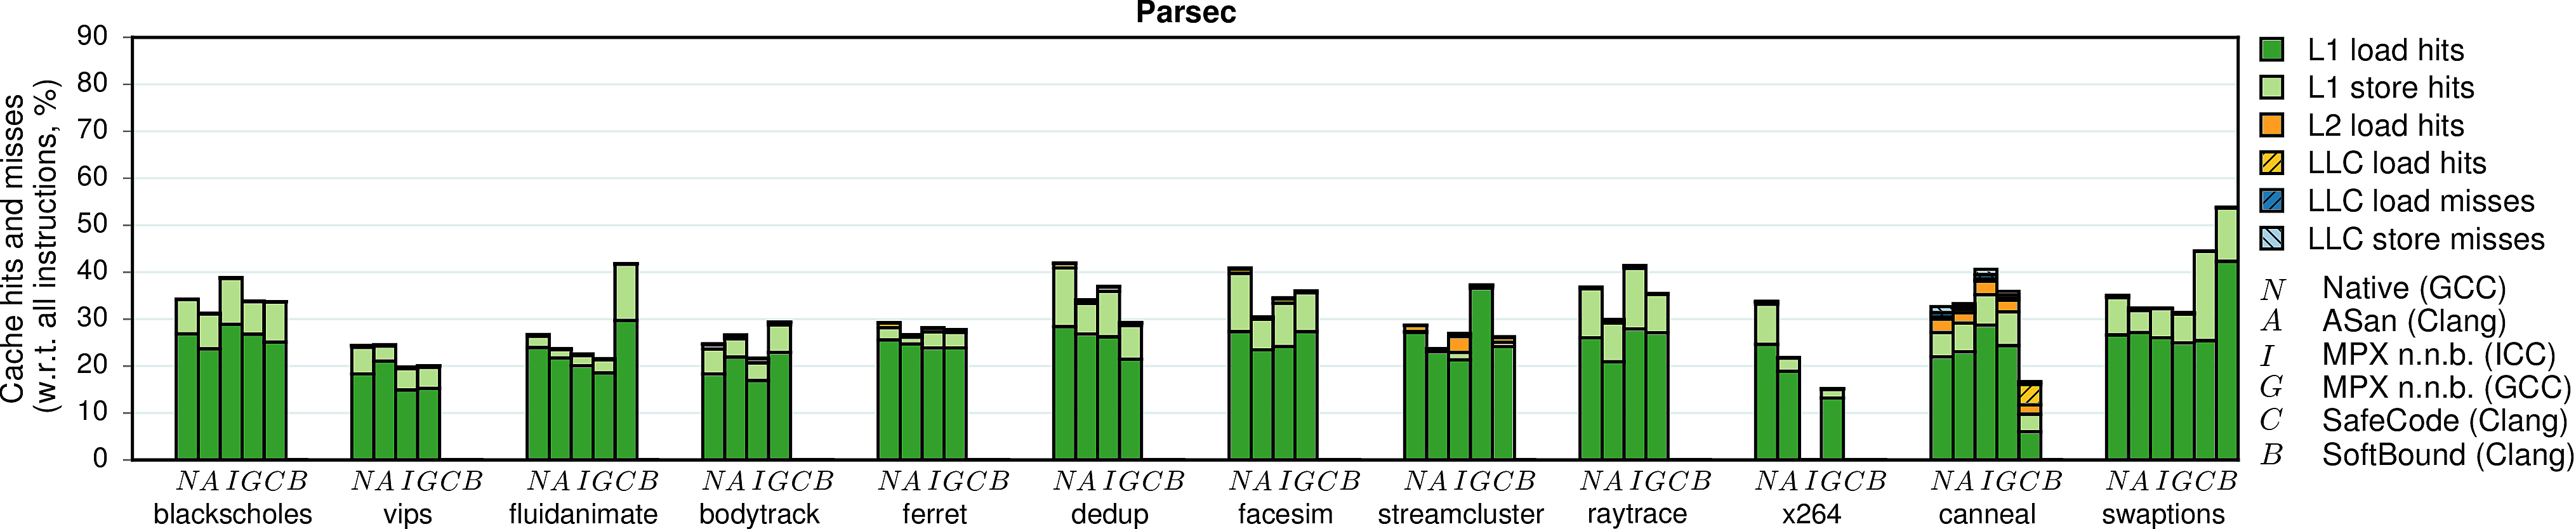 Parsec
Cache hits and misses
(w.r.t. all instructions, %)
90
80
70
60
50
40
30
20
10
0
NAIGCB NAIGCB NAIGCB NAIGCB NAIGCB NAIGCB NAIGCB NAIGCB NAIGCB NAIGCB NAIGCB NAIGCB
blackscholes vips fluidanimate bodytrack ferret dedup facesim streamcluster raytrace x264 canneal swaptions
L1 load hits
L1 store hits
L2 load hits
LLC load hits
LLC load misses
LLC store misses
N Native (GCC)
A ASan (Clang)
I MPX n.n.b. (ICC)
G MPX n.n.b. (GCC)
C SafeCode (Clang)
B SoftBound (Clang)